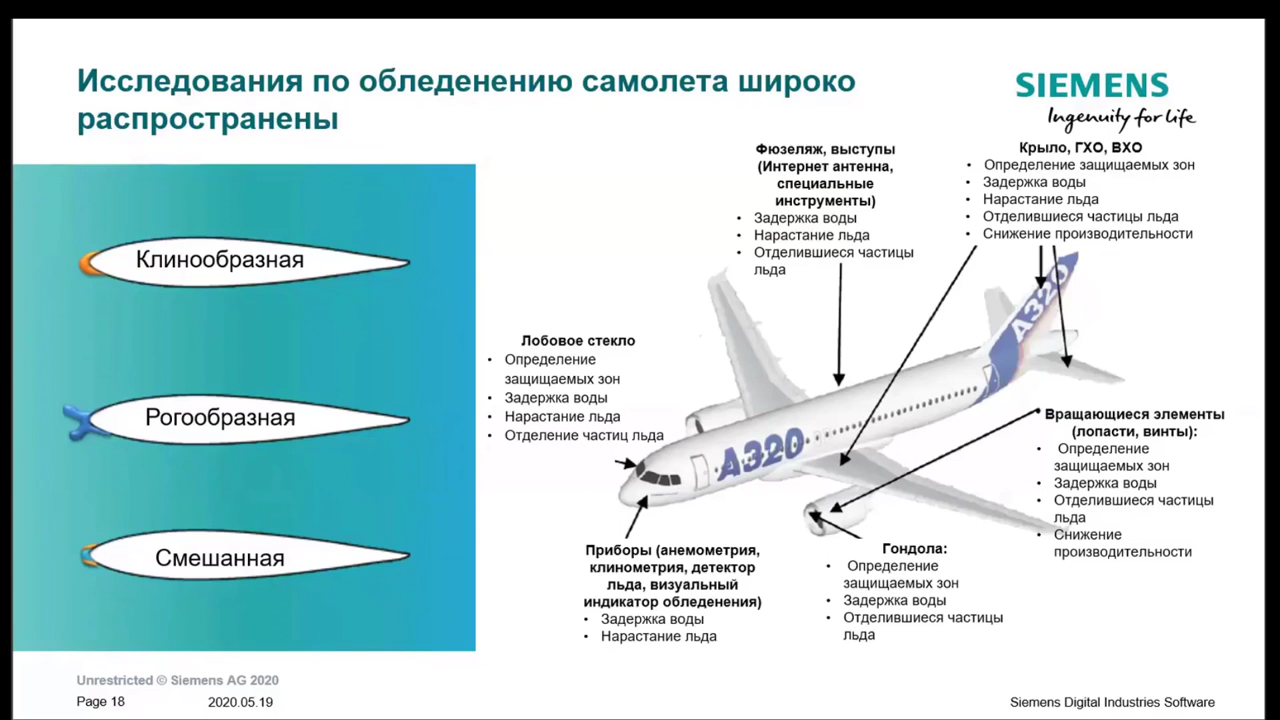 Исследования по обледенению самолета широко
распространены
SIEMENS
Ingenuity for life
Клинообразная
Рогообразная
Смешанная
Фюзеляж, выступы
(Интернет антенна,
специальные
инструменты)
• Задержка воды
• Нарастание льда
• Отделившиеся частицы
льда
Крыло, ГХО, ВХО
• Определение защищаемых зон
• Задержка воды
• Нарастание льда
• Отделившиеся частицы льда
• Снижение производительности
Лобовое стекло
• Определение
защищаемых зон
• Задержка воды
• Нарастание льда
• Отделение частиц льда
A320
A320
• Вращающиеся элементы
(лопасти, винты):
• Определение
защищаемых зон
• Задержка воды
• Отделившиеся частицы
льда
• Снижение
производительности
Приборы (анемометрия,
клинометрия, детектор
льда, визуальный
индикатор обледенения)
• Задержка воды
• Нарастание льда
Гондола:
• Определение
защищаемых зон
• Задержка воды
• Отделившиеся частицы
льда
Unrestricted © Siemens AG 2020
Page 18
2020.05.19
Siemens Digital Industries Software